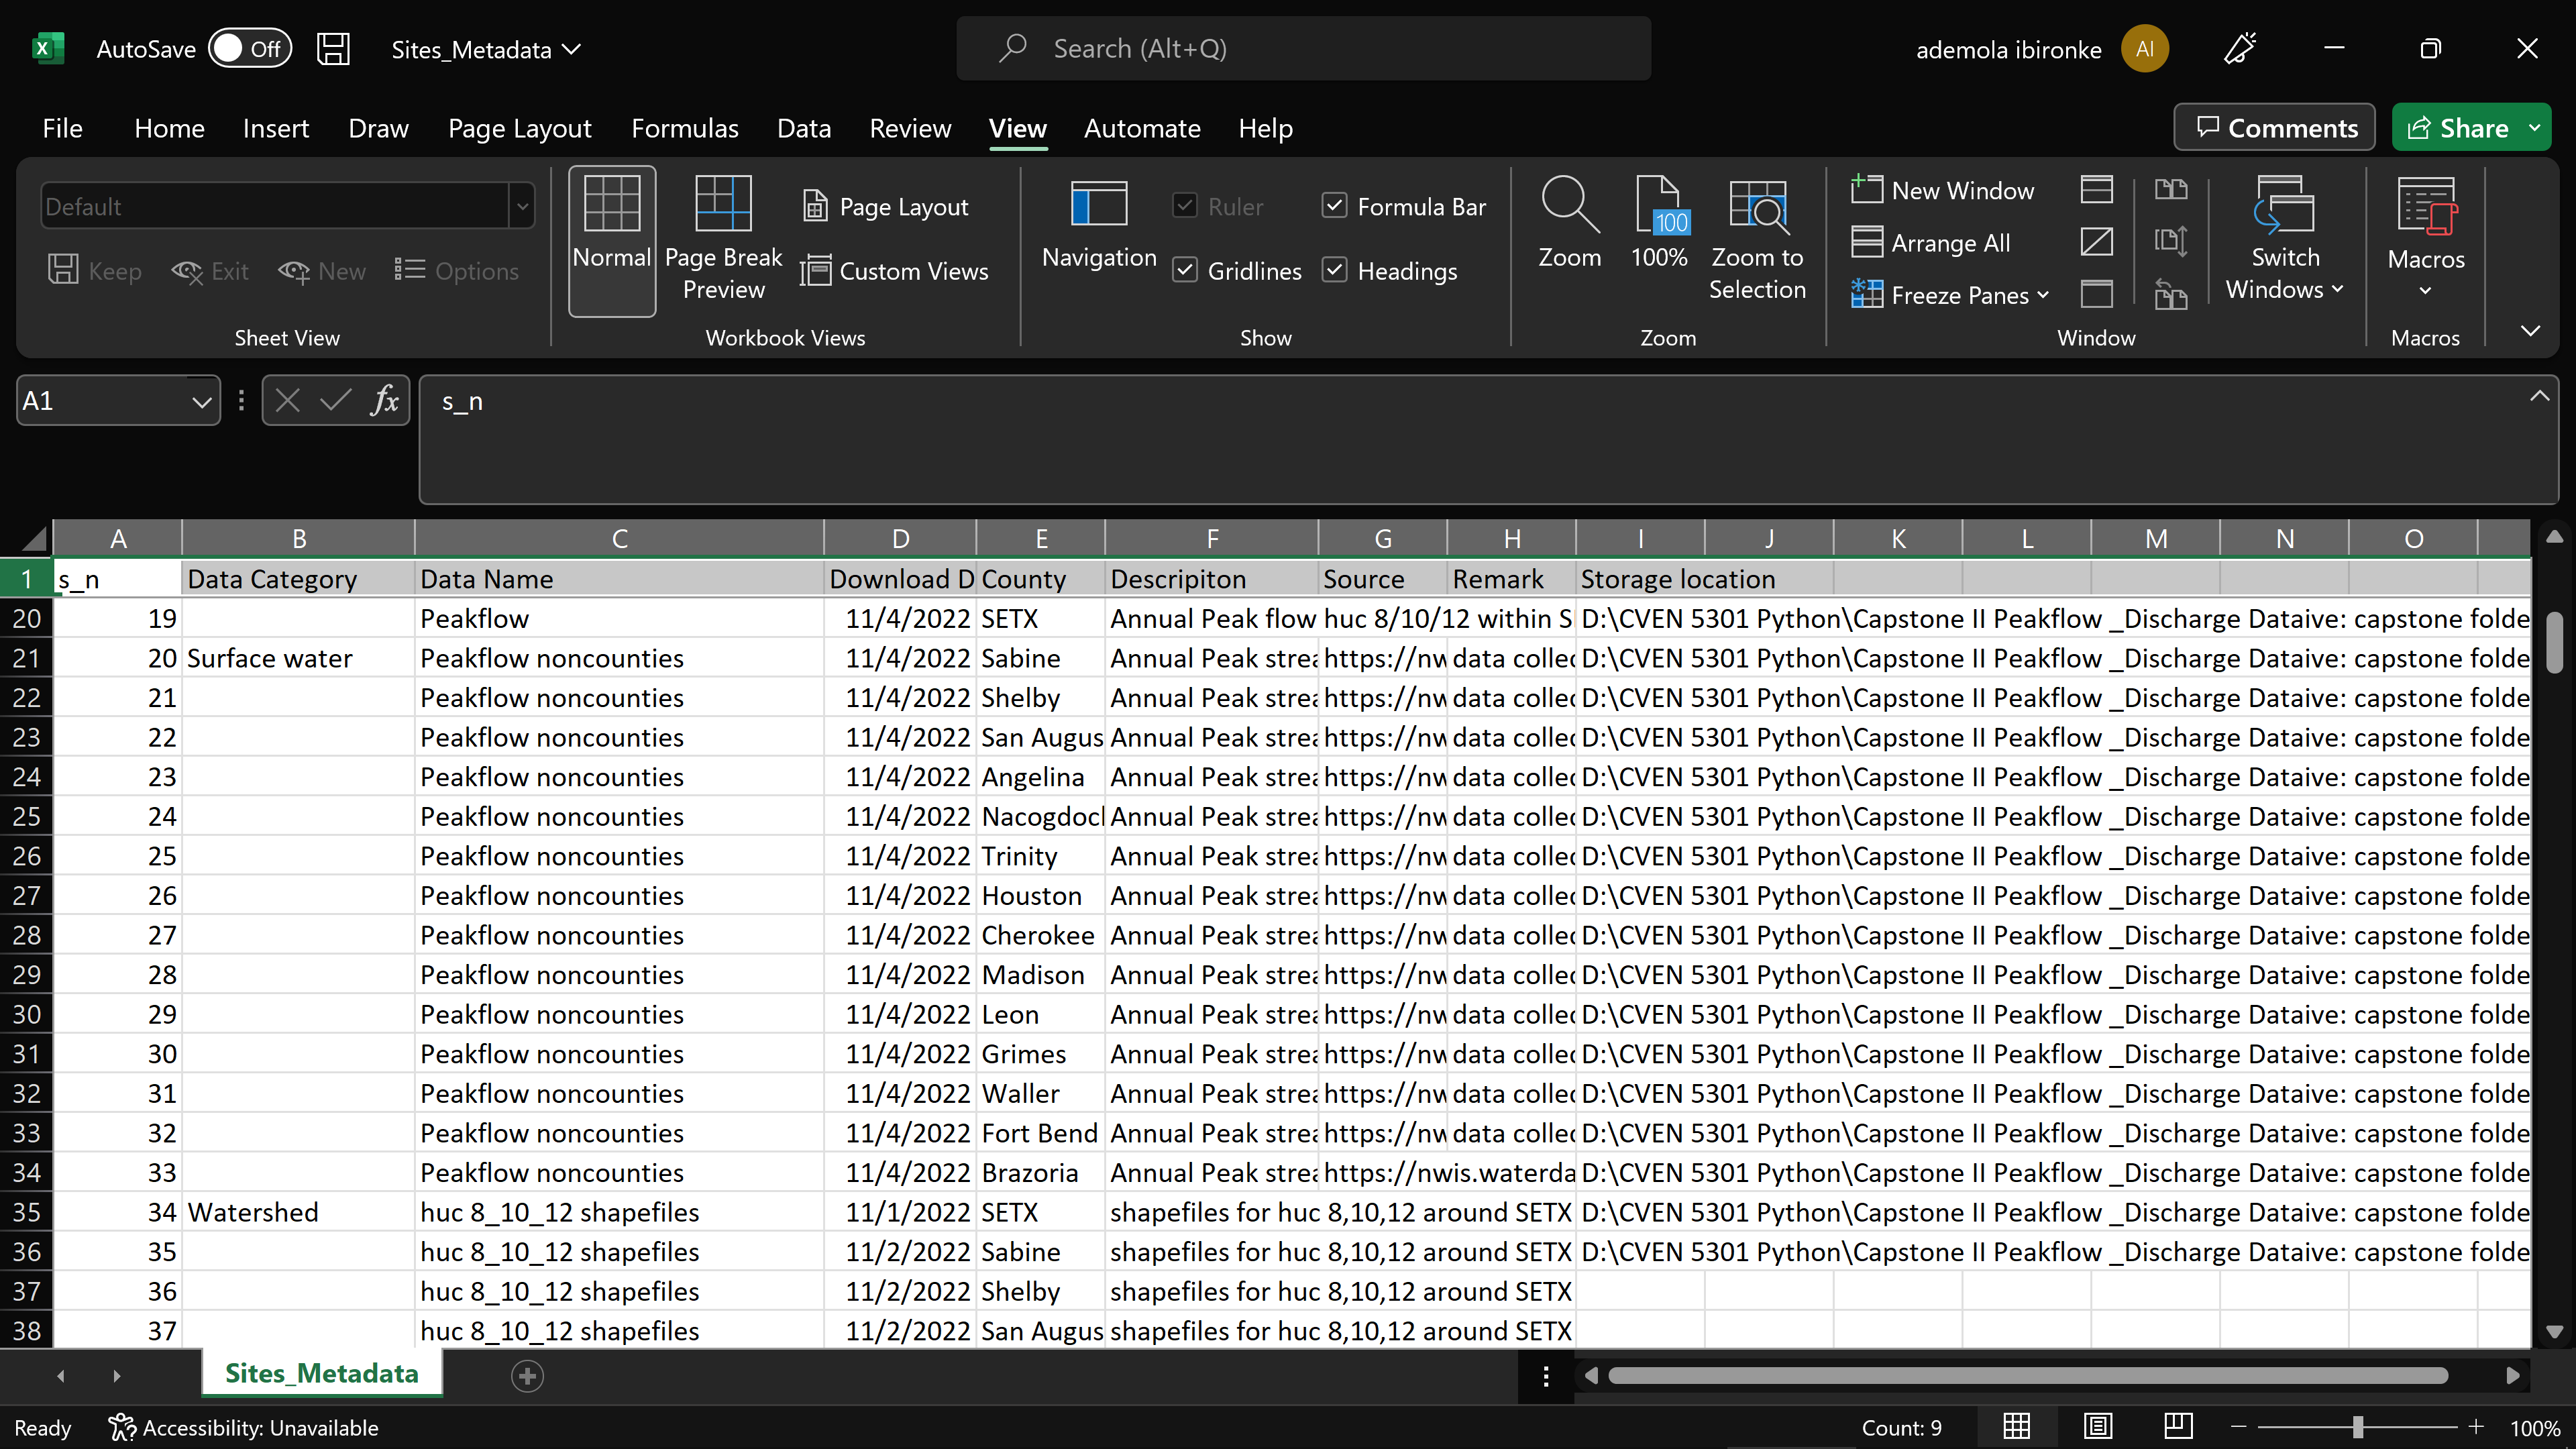 AutoSave Off Sites_Metadata Search (Alt+Q) ademola ibironke AI
File Home Insert Draw Page Layout Formulas Data Review View Automate Help Comments Share
Default
Keep Exit New Options
Sheet View
Normal Page Break Preview Page Layout Custom Views
Workbook Views
Navigation Ruler Formula Bar Gridlines Headings
Show
Zoom 100 100% Zoom to Selection
Zoom
New Window Arrange All Freeze Panes Switch Windows
Window
Macros
Macros
A1 fx s_n
A B C D E F G H I J K L M N O
1 s_n Data Category Data Name Download D County Descripiton Source Remark Storage location
20 19 Peakflow 11/4/2022 SETX Annual Peak flow huc 8/10/12 within S D:\CVEN 5301 Python\Capstone II Peakflow _Discharge Dataive: capstone folde
21 20 Surface water Peakflow noncounties 11/4/2022 Sabine Annual Peak strea https://nw data collec D:\CVEN 5301 Python\Capstone II Peakflow _Discharge Dataive: capstone folde
22 21 Peakflow noncounties 11/4/2022 Shelby Annual Peak strea https://nw data collec D:\CVEN 5301 Python\Capstone II Peakflow _Discharge Dataive: capstone folde
23 22 Peakflow noncounties 11/4/2022 San Augus Annual Peak strea https://nw data collec D:\CVEN 5301 Python\Capstone II Peakflow _Discharge Dataive: capstone folde
24 23 Peakflow noncounties 11/4/2022 Angelina Annual Peak strea https://nw data collec D:\CVEN 5301 Python\Capstone II Peakflow _Discharge Dataive: capstone folde
25 24 Peakflow noncounties 11/4/2022 Nacogdocl Annual Peak strea https://nw data collec D:\CVEN 5301 Python\Capstone II Peakflow _Discharge Dataive: capstone folde
26 25 Peakflow noncounties 11/4/2022 Trinity Annual Peak strea https://nw data collec D:\CVEN 5301 Python\Capstone II Peakflow _Discharge Dataive: capstone folde
27 26 Peakflow noncounties 11/4/2022 Houston Annual Peak strea https://nw data collec D:\CVEN 5301 Python\Capstone II Peakflow _Discharge Dataive: capstone folde
28 27 Peakflow noncounties 11/4/2022 Cherokee Annual Peak strea https://nw data collec D:\CVEN 5301 Python\Capstone II Peakflow _Discharge Dataive: capstone folde
29 28 Peakflow noncounties 11/4/2022 Madison Annual Peak strea https://nw data collec D:\CVEN 5301 Python\Capstone II Peakflow _Discharge Dataive: capstone folde
30 29 Peakflow noncounties 11/4/2022 Leon Annual Peak strea https://nw data collec D:\CVEN 5301 Python\Capstone II Peakflow _Discharge Dataive: capstone folde
31 30 Peakflow noncounties 11/4/2022 Grimes Annual Peak strea https://nw data collec D:\CVEN 5301 Python\Capstone II Peakflow _Discharge Dataive: capstone folde
32 31 Peakflow noncounties 11/4/2022 Waller Annual Peak strea https://nw data collec D:\CVEN 5301 Python\Capstone II Peakflow _Discharge Dataive: capstone folde
33 32 Peakflow noncounties 11/4/2022 Fort Bend Annual Peak strea https://nw data collec D:\CVEN 5301 Python\Capstone II Peakflow _Discharge Dataive: capstone folde
34 33 Peakflow noncounties 11/4/2022 Brazoria Annual Peak strea https://nwis.waterda D:\CVEN 5301 Python\Capstone II Peakflow _Discharge Dataive: capstone folde
35 34 Watershed huc 8_10_12 shapefiles 11/1/2022 SETX shapefiles for huc 8,10,12 around SETX D:\CVEN 5301 Python\Capstone II Peakflow _Discharge Dataive: capstone folde
36 35 huc 8_10_12 shapefiles 11/2/2022 Sabine shapefiles for huc 8,10,12 around SETX D:\CVEN 5301 Python\Capstone II Peakflow _Discharge Dataive: capstone folde
37 36 huc 8_10_12 shapefiles 11/2/2022 Shelby shapefiles for huc 8,10,12 around SETX
38 37 huc 8_10_12 shapefiles 11/2/2022 San Augus shapefiles for huc 8,10,12 around SETX
Sites_Metadata
Ready Accessibility: Unavailable Count: 9 100%